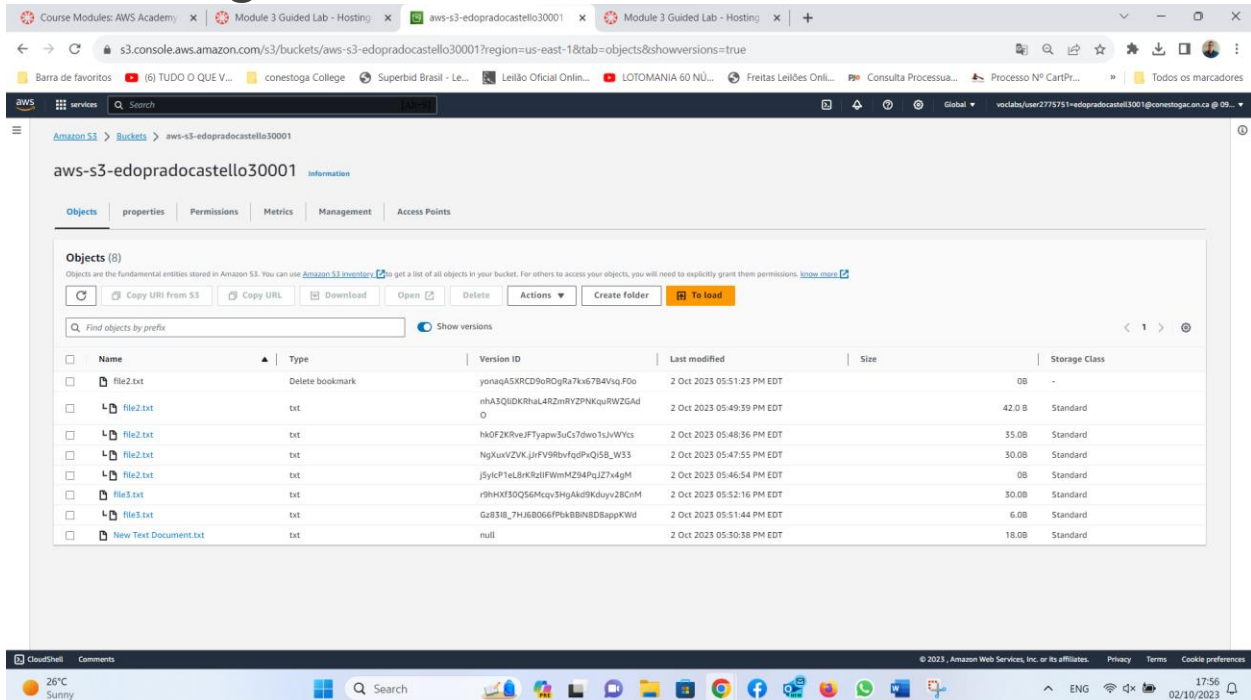 Course Modules: AWS Academy
Module 3 Guided Lab - Hosting
aws-s3-edopradocastello30001
Module 3 Guided Lab - Hosting
s3.console.aws.amazon.com/s3/buckets/aws-s3-edopradocastello30001?region=us-east-1&tab=objects&showversions=true
Barra de favoritos (6) TUDO O QUE V... conestoga College Superbid Brasil - Le... Leilão Oficial Onlin... LOTOMANIA 60 NÚ... Freitas Leilões Onli... Consulta Processua... Processo Nº CartPr... » Todos os marcadores
aws services Search [Alt+S] Global voclabs/user2775751=edopradocastell3001@conestogac.on.ca @ 09...
Amazon S3 > Buckets > aws-s3-edopradocastello30001
aws-s3-edopradocastello30001 Information
Objects properties Permissions Metrics Management Access Points
Objects (8)
Objects are the fundamental entities stored in Amazon S3. You can use Amazon S3 inventory to get a list of all objects in your bucket. For others to access your objects, you will need to explicitly grant them permissions. know more
Copy URI from S3 Copy URL Download Open Delete Actions Create folder To load
Find objects by prefix Show versions 1
Name Type Version ID Last modified Size Storage Class
file2.txt Delete bookmark yonaqA5XRCD9oROgRa7kx67B4Vsq.F0o 2 Oct 2023 05:51:23 PM EDT 0B -
file2.txt txt nhA3QliDKRhaL4RZmRYZPNKquRWZGAd
O 2 Oct 2023 05:49:39 PM EDT 42.0 B Standard
file2.txt txt hk0F2KRveJFTyapw3uCs7dwo1sJvWYcs 2 Oct 2023 05:48:36 PM EDT 35.0B Standard
file2.txt txt NgXuxVZVK.jJrFV9RbvfqdPxQiSB_W33 2 Oct 2023 05:47:55 PM EDT 30.0B Standard
file2.txt txt j5yIcP1eL8rKRzlIFWmMZ94PqJZ7x4gM 2 Oct 2023 05:46:54 PM EDT 0B Standard
file3.txt txt r9hHXf30QS6Mcqv3HgAkd9Kduyv28CnM 2 Oct 2023 05:52:16 PM EDT 30.0B Standard
file3.txt txt Gz83I8_7HJ6B066fPbkBBiN8D8appKWd 2 Oct 2023 05:51:44 PM EDT 6.0B Standard
New Text Document.txt txt null 2 Oct 2023 05:30:38 PM EDT 18.0B Standard
CloudShell Comments © 2023 , Amazon Web Services, Inc. or its affiliates. Privacy Terms Cookie preferences
26°C
Sunny
Search
ENG
17:56
02/10/2023